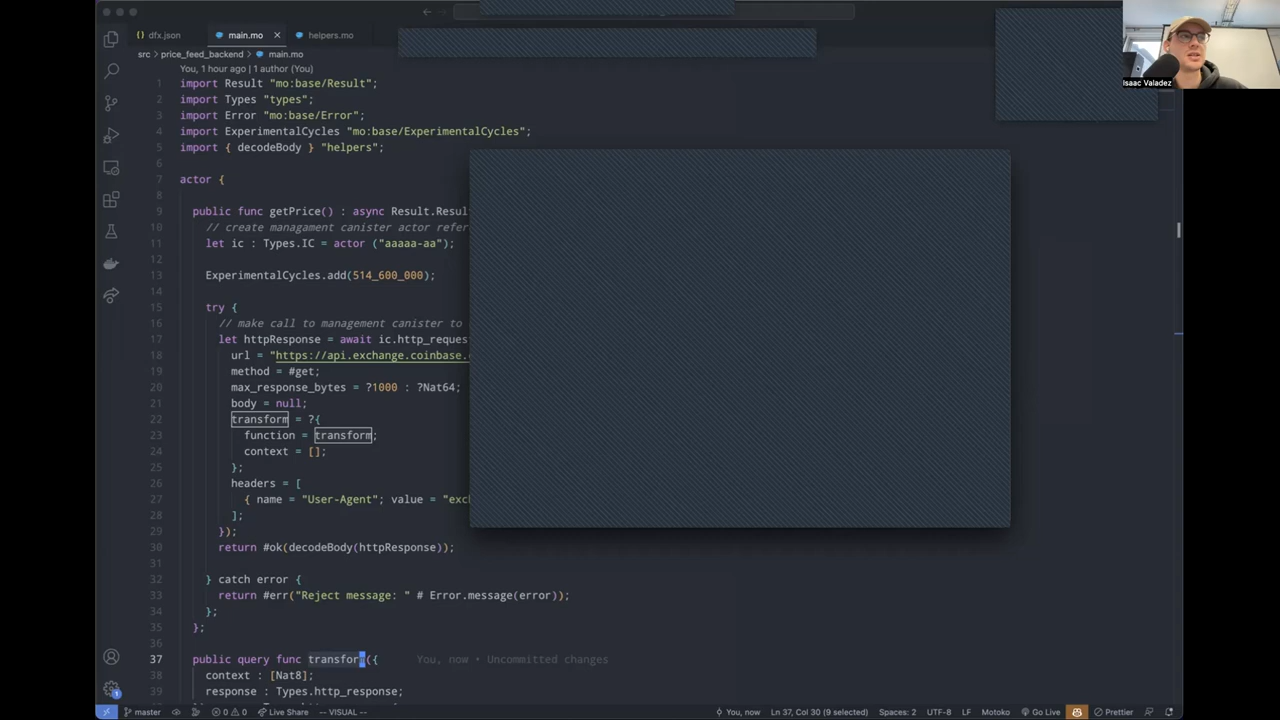 dfx.json
main.mo
helpers.mo
src › price_feed_backend › main.mo
You, 1 hour ago | 1 author (You)
1 import Result "mo:base/Result";
2 import Types "types";
3 import Error "mo:base/Error";
4 import ExperimentalCycles "mo:base/ExperimentalCycles";
5 import { decodeBody } "helpers";
6
7 actor {
8
9 public func getPrice() : async Result.Resul
10 // create managament canister actor refer
11 let ic : Types.IC = actor ("aaaaa-aa");
12
13 ExperimentalCycles.add(514_600_000);
14
15 try {
16 // make call to management canister to
17 let httpResponse = await ic.http_reques
18 url = "https://api.exchange.coinbase.
19 method = #get;
20 max_response_bytes = ?1000 : ?Nat64;
21 body = null;
22 transform = ?{
23 function = transform;
24 context = [];
25 };
26 headers = [
27 { name = "User-Agent"; value = "exc
28 ];
29 });
30 return #ok(decodeBody(httpResponse));
31
32 } catch error {
33 return #err("Reject message: " # Error.message(error));
34 };
35 };
36
37 public query func transform({ You, now • Uncommitted changes
38 context : [Nat8];
39 response : Types.http_response;
Isaac Valadez
1
master
0 0
Live Share
-- VISUAL --
You, now
Ln 37, Col 30 (9 selected)
Spaces: 2
UTF-8
LF
Motoko
Go Live
Prettier